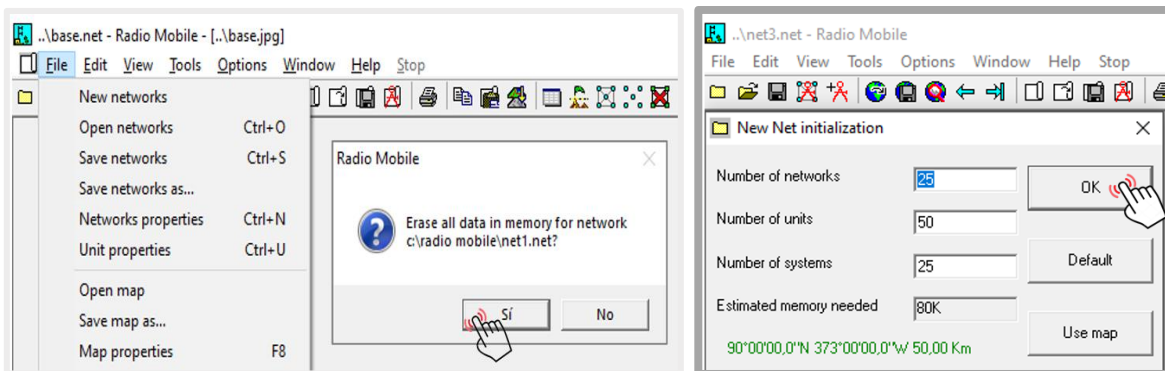 ..\base.net - Radio Mobile - [..\base.jpg]
File Edit View Tools Options Window Help Stop
New networks
Open networks Ctrl+O
Save networks Ctrl+S
Save networks as...
Networks properties Ctrl+N
Unit properties Ctrl+U
Open map
Save map as...
Map properties F8
Radio Mobile
Erase all data in memory for network
c:\radio mobile\net1.net?
Sí No
..\net3.net - Radio Mobile
File Edit View Tools Options Window Help Stop
New Net initialization
Number of networks 25 OK
Number of units 50
Number of systems 25 Default
Estimated memory needed 80K
90°00'00,0"N 373°00'00,0"W 50,00 Km Use map